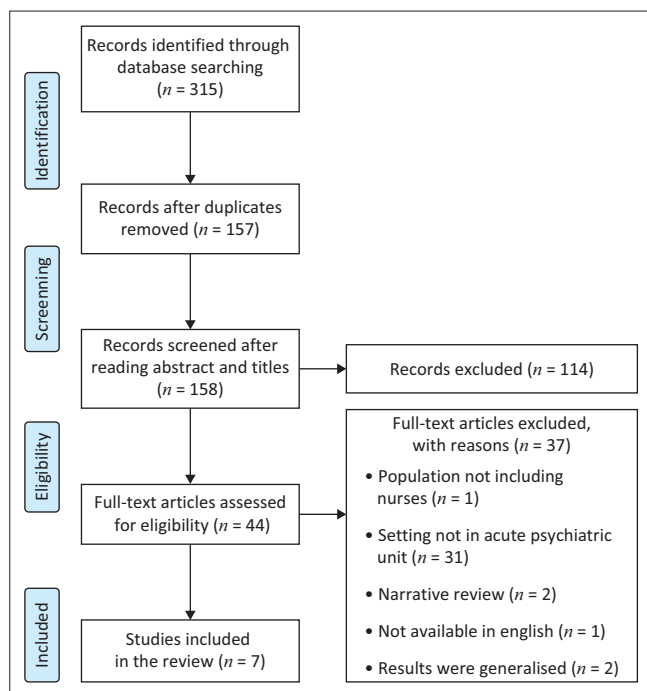 Identification
Records identified through
database searching
(n = 315)
Records after duplicates
removed (n = 157)
Screenning
Records screened after
reading abstract and titles
(n = 158)
Records excluded (n = 114)
Eligibility
Full-text articles assessed
for eligibility (n = 44)
Full-text articles excluded,
with reasons (n = 37)
• Population not including
nurses (n = 1)
• Setting not in acute psychiatric
unit (n = 31)
• Narrative review (n = 2)
• Not available in english (n = 1)
• Results were generalised (n = 2)
Included
Studies included
in the review (n = 7)